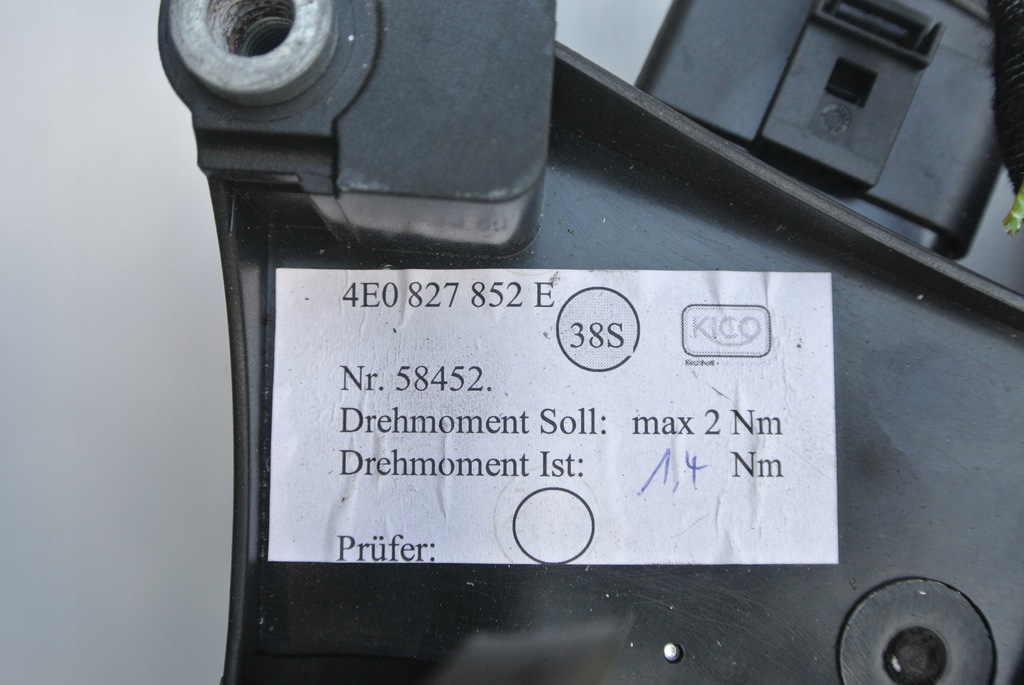 4E0 827 852 E
38S
KICO
Nr. 58452.
Drehmoment Soll: max 2 Nm
Drehmoment Ist: 1,4 Nm
Prüfer: